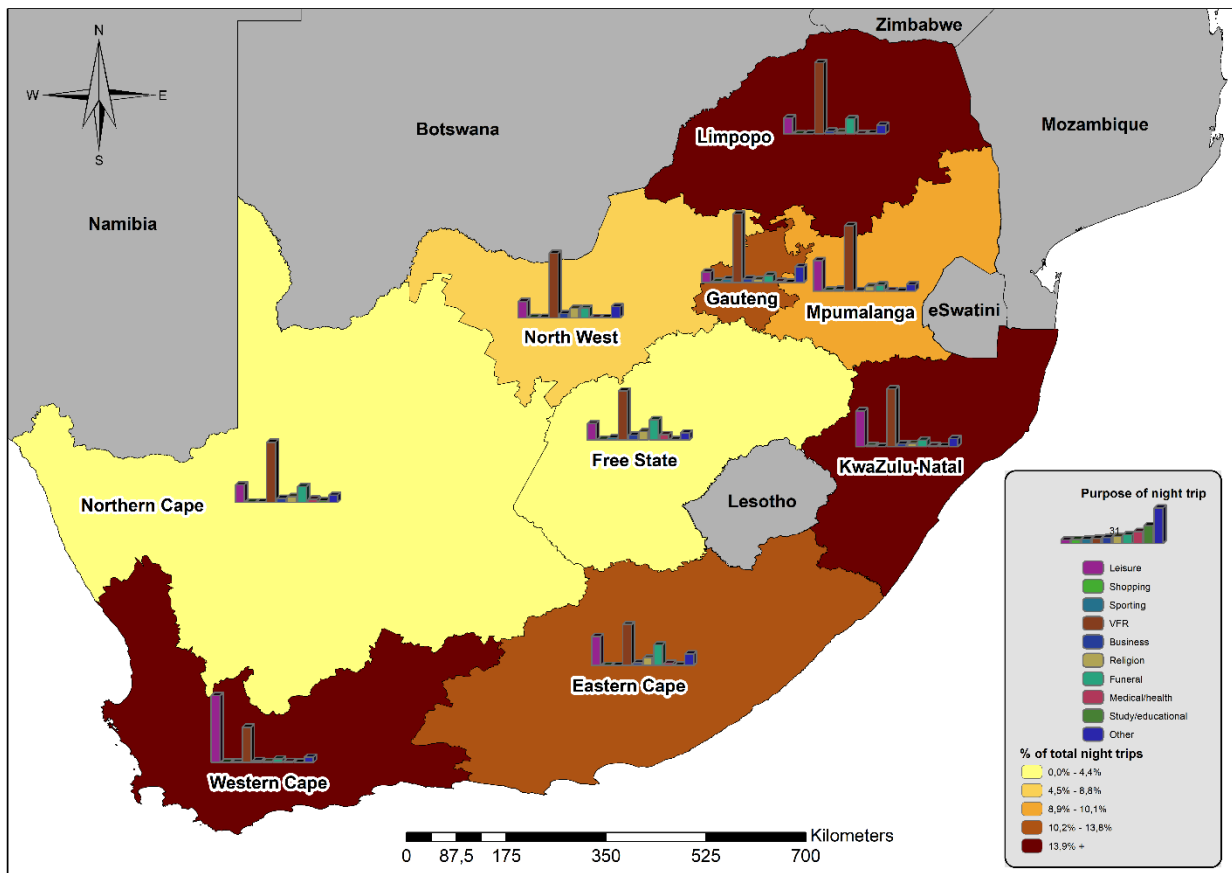 Zimbabwe
N
W
E
S
Botswana
Mozambique
Limpopo
Namibia
Gauteng
Mpumalanga
eSwatini
North West
Free State
KwaZulu-Natal
Northern Cape
Lesotho
Eastern Cape
Western Cape
Purpose of night trip
31
Leisure
Shopping
Sporting
VFR
Business
Religion
Funeral
Medical/health
Study/educational
Other
% of total night trips
0,0% - 4,4%
4,5% - 8,8%
8,9% - 10,1%
10,2% - 13,8%
13,9% +
Kilometers
0 87,5 175 350 525 700